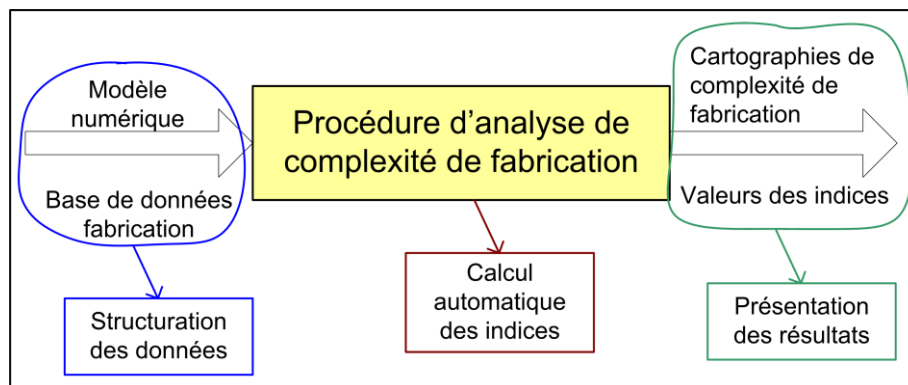 Modèle
numérique
Base de données
fabrication
Procédure d'analyse de
complexité de fabrication
Cartographies de
complexité de
fabrication
Valeurs des indices
Structuration
des données
Calcul
automatique
des indices
Présentation
des résultats